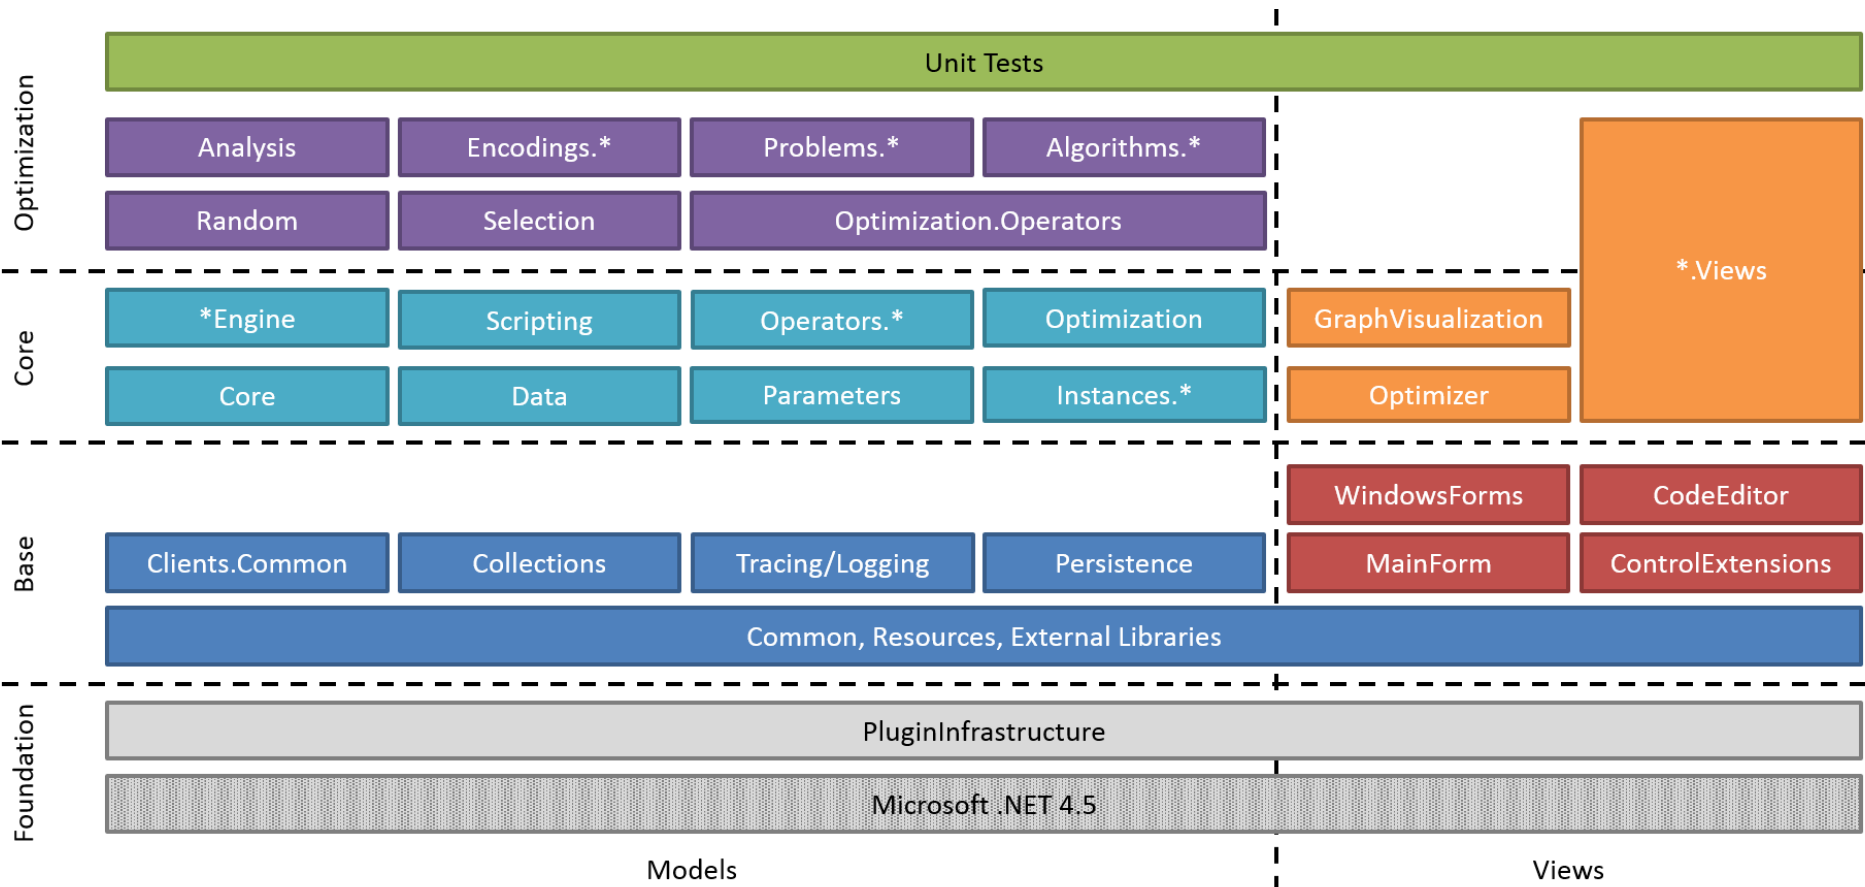 Optimization
Unit Tests
Analysis
Encodings.*
Problems.*
Algorithms.*
Random
Selection
Optimization.Operators
*.Views
Core
*Engine
Scripting
Operators.*
Optimization
GraphVisualization
Core
Data
Parameters
Instances.*
Optimizer
Base
WindowsForms
CodeEditor
Clients.Common
Collections
Tracing/Logging
Persistence
MainForm
ControlExtensions
Common, Resources, External Libraries
Foundation
PluginInfrastructure
Microsoft .NET 4.5
Models
Views